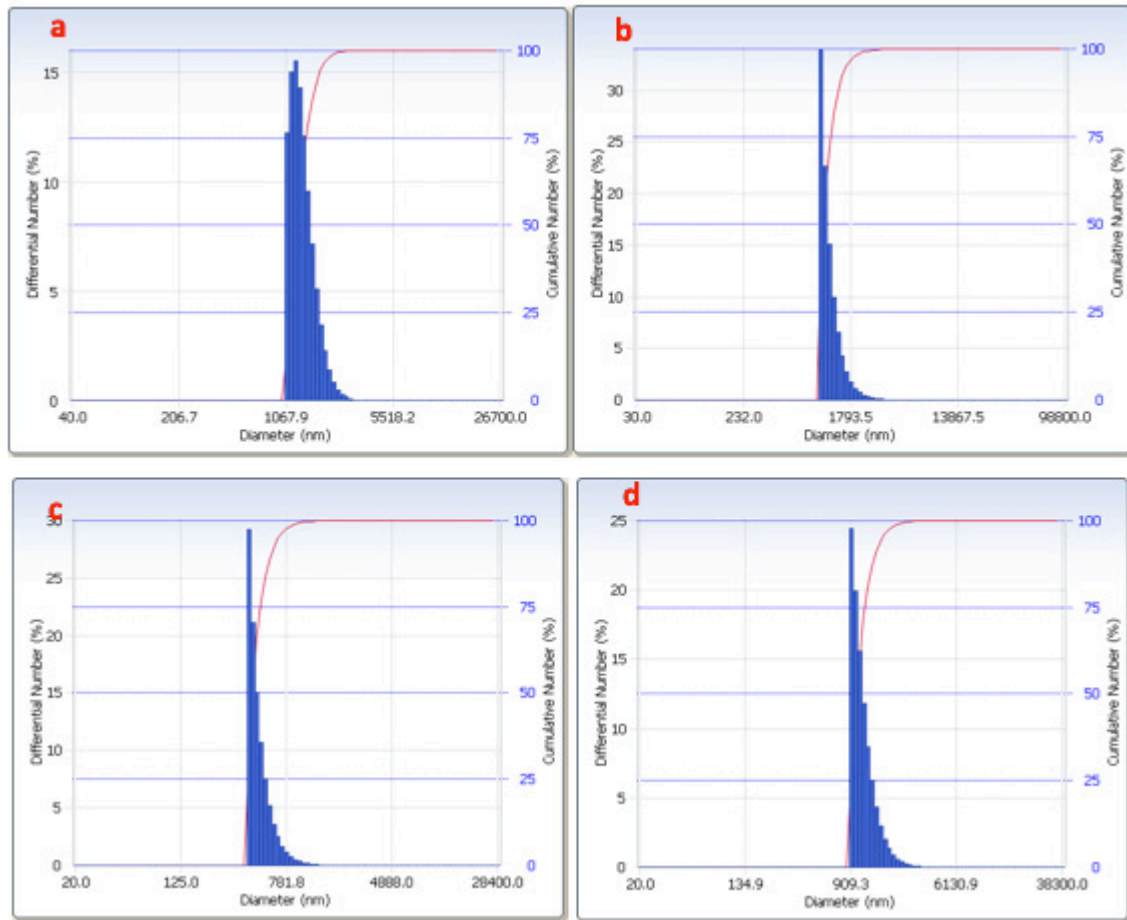 a
15
10
5
0
Differential Number (%)
100
75
50
25
0
Cumulative Number (%)
40.0 206.7 1067.9 5518.2 26700.0
Diameter (nm)
b
30
25
20
15
10
5
0
Differential Number (%)
100
75
50
25
0
Cumulative Number (%)
30.0 232.0 1793.5 13867.5 98800.0
Diameter (nm)
c
30
25
20
15
10
5
0
Differential Number (%)
100
75
50
25
0
Cumulative Number (%)
20.0 125.0 781.8 4888.0 28400.0
Diameter (nm)
d
25
20
15
10
5
0
Differential Number (%)
100
75
50
25
0
Cumulative Number (%)
20.0 134.9 909.3 6130.9 38300.0
Diameter (nm)